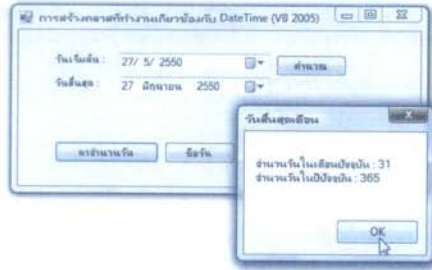 การสร้างคลาสที่ทำงานเกี่ยวข้องกับ DateTime (VB 2005)
วันเริ่มต้น : 27/ 5/ 2550
คำนวณ
วันสิ้นสุด : 27 มิถุนายน 2550
หาจำนวนวัน
ชื่อวัน
วันสิ้นสุดเดือน
จำนวนวันในเดือนปัจจุบัน : 31
จำนวนวันในปีปัจจุบัน : 365
OK